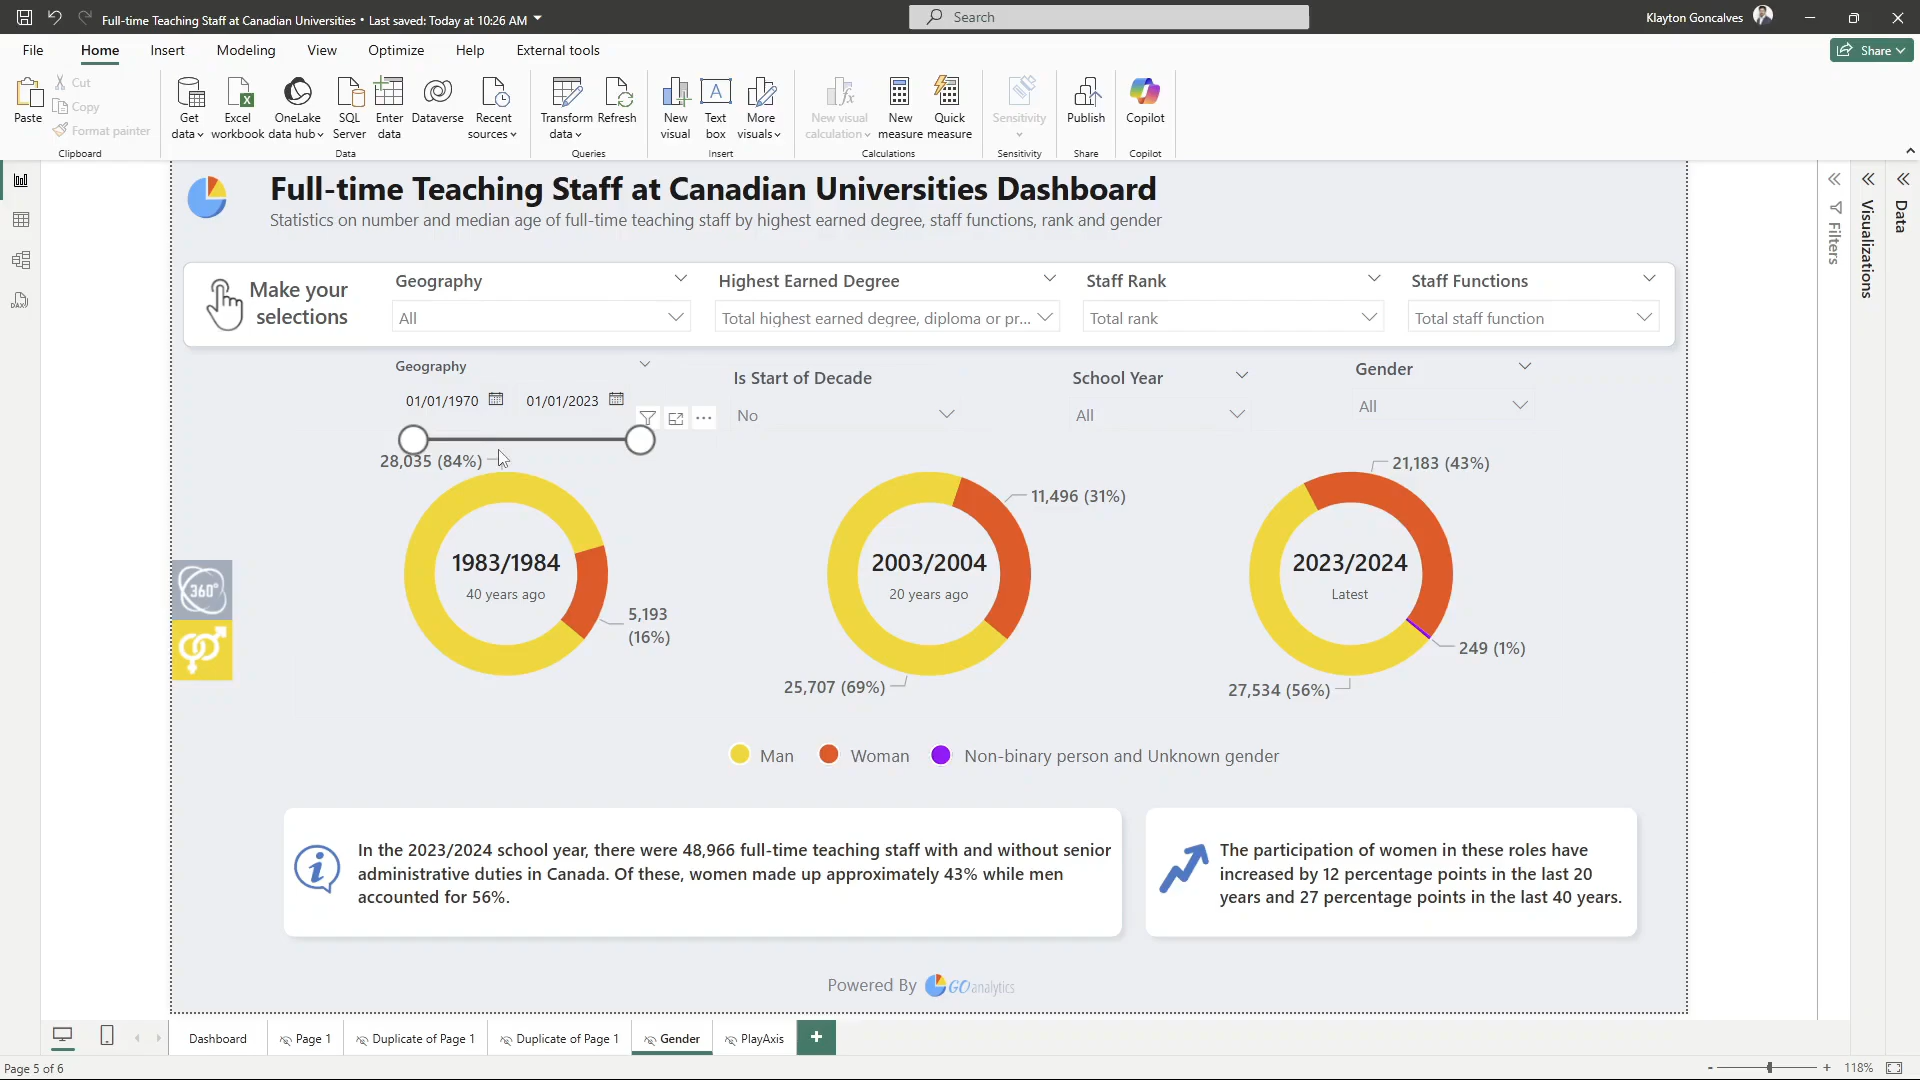 Full-time Teaching Staff at Canadian Universities • Last saved: Today at 10:26 AM
Search
Klayton Goncalves
File Home Insert Modeling View Optimize Help External tools
Share
Paste
Cut
Copy
Format painter
Clipboard
Get data
Excel workbook
OneLake data hub
SQL Server
Enter data
Dataverse
Recent sources
Data
Transform data
Refresh
Queries
New visual
Text box
More visuals
Insert
New visual calculation
New measure
Quick measure
Calculations
Sensitivity
Sensitivity
Publish
Share
Copilot
Copilot
Full-time Teaching Staff at Canadian Universities Dashboard
Statistics on number and median age of full-time teaching staff by highest earned degree, staff functions, rank and gender
Make your
selections
Geography
All
Highest Earned Degree
Total highest earned degree, diploma or pr...
Staff Rank
Total rank
Staff Functions
Total staff function
Geography
01/01/1970 01/01/2023
Is Start of Decade
No
School Year
All
Gender
All
28,035 (84%)
1983/1984
40 years ago
5,193
(16%)
11,496 (31%)
2003/2004
20 years ago
25,707 (69%)
21,183 (43%)
2023/2024
Latest
249 (1%)
27,534 (56%)
360°
Man Woman Non-binary person and Unknown gender
In the 2023/2024 school year, there were 48,966 full-time teaching staff with and without senior
administrative duties in Canada. Of these, women made up approximately 43% while men
accounted for 56%.
The participation of women in these roles have
increased by 12 percentage points in the last 20
years and 27 percentage points in the last 40 years.
Powered By GOanalytics
Filters
Visualizations
Data
Dashboard Page 1 Duplicate of Page 1 Duplicate of Page 1 Gender PlayAxis
Page 5 of 6
118%